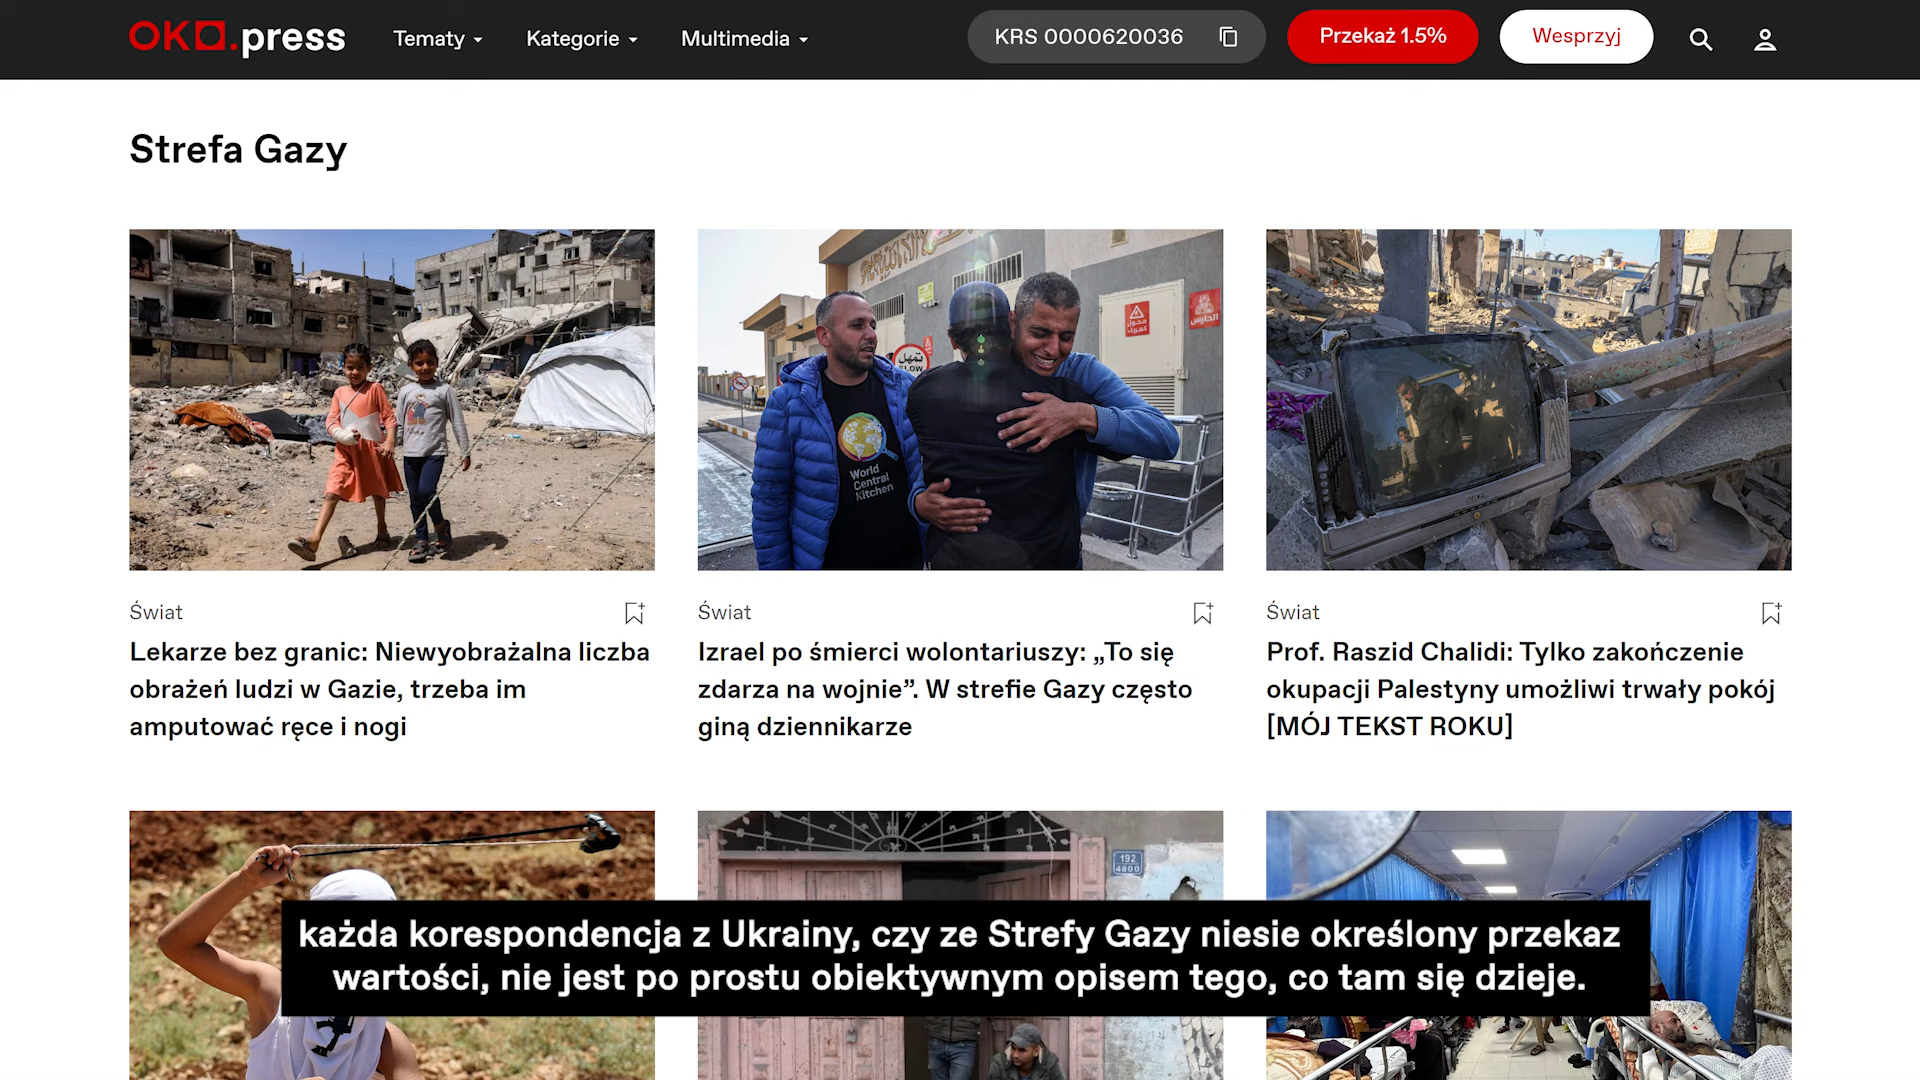 OKO.press
Tematy
Kategorie
Multimedia
KRS 0000620036
Przekaż 1.5%
Wesprzyj
Strefa Gazy
SLOW
World
Central
Kitchen
Świat
Lekarze bez granic: Niewyobrażalna liczba
obrażeń ludzi w Gazie, trzeba im
amputować ręce i nogi
Świat
Izrael po śmierci wolontariuszy: „To się
zdarza na wojnie”. W strefie Gazy często
giną dziennikarze
Świat
Prof. Raszid Chalidi: Tylko zakończenie
okupacji Palestyny umożliwi trwały pokój
[MÓJ TEKST ROKU]
192
4800
każda korespondencja z Ukrainy, czy ze Strefy Gazy niesie określony przekaz
wartości, nie jest po prostu obiektywnym opisem tego, co tam się dzieje.